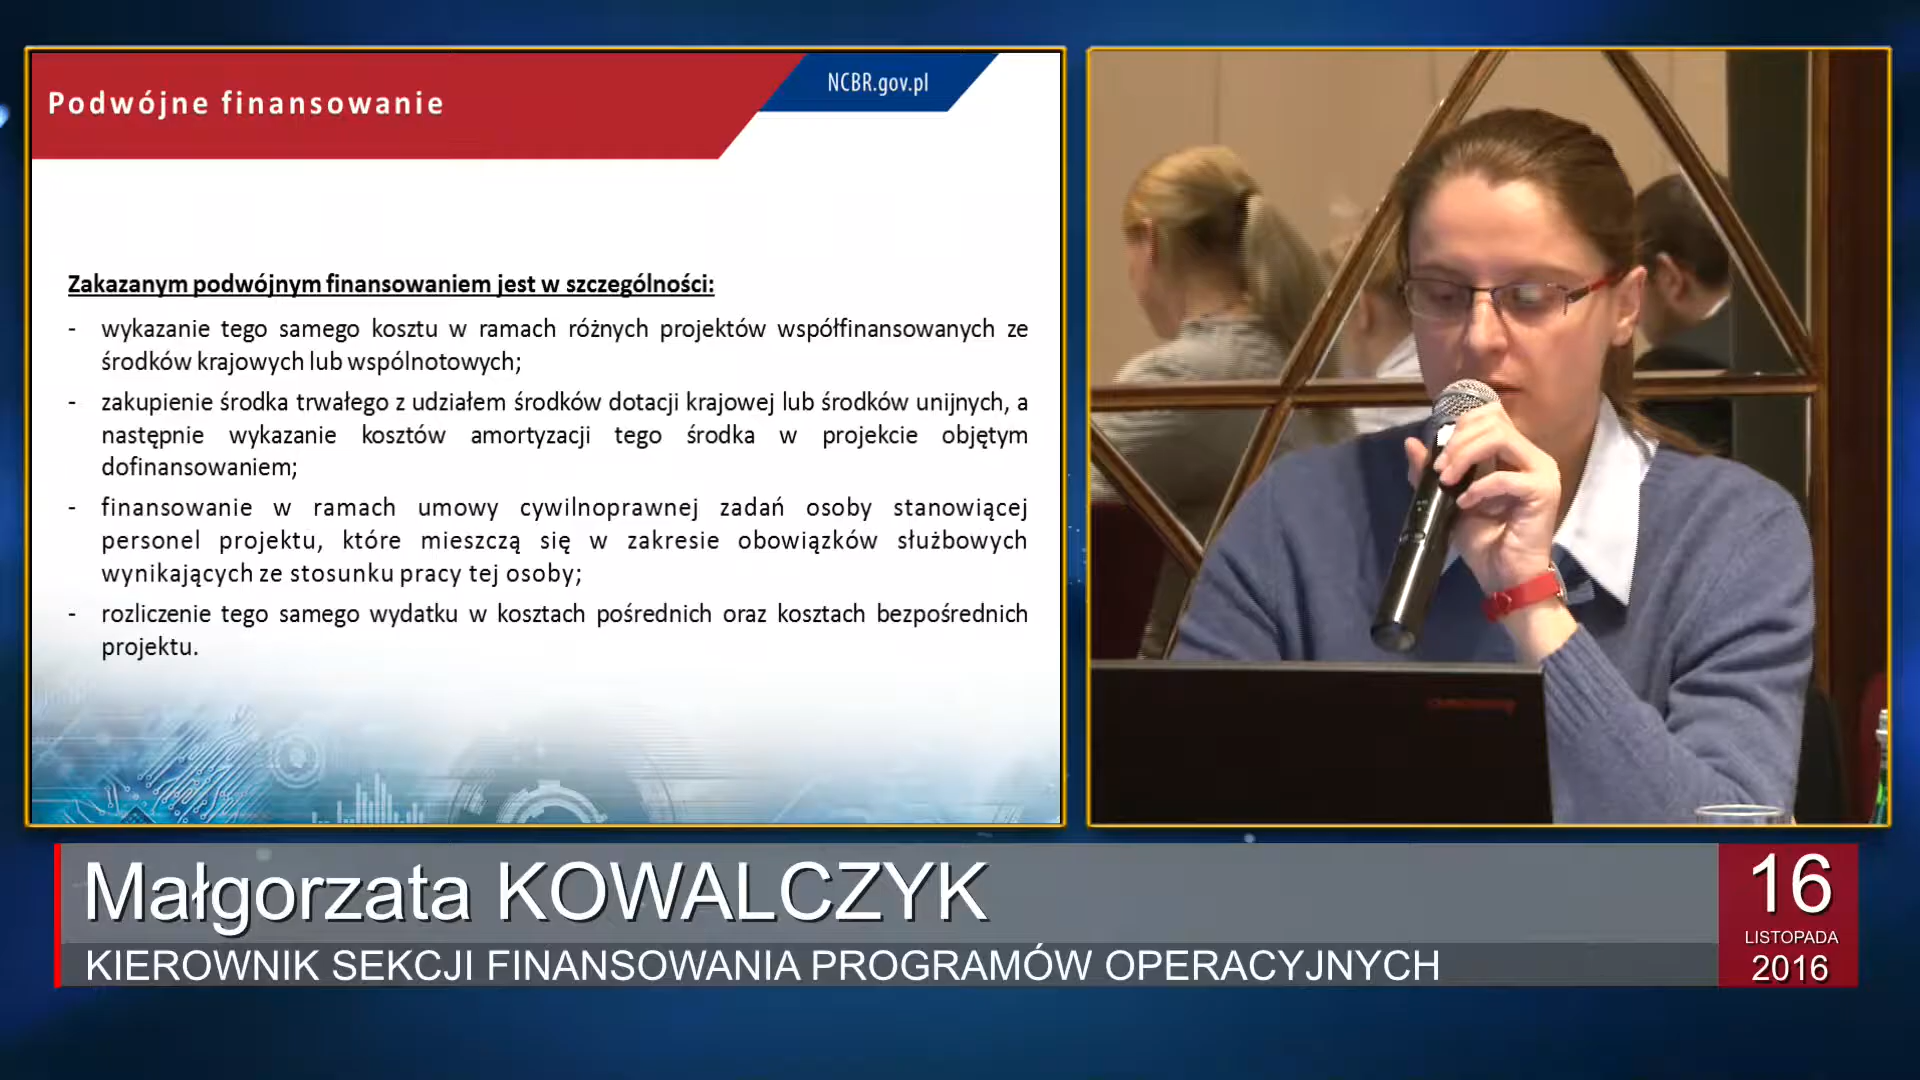 Podwójne finansowanie
NCBR.gov.pl
Zakazanym podwójnym finansowaniem jest w szczególności:
- wykazanie tego samego kosztu w ramach różnych projektów współfinansowanych ze
środków krajowych lub wspólnotowych;
- zakupienie środka trwałego z udziałem środków dotacji krajowej lub środków unijnych, a
następnie wykazanie kosztów amortyzacji tego środka w projekcie objętym
dofinansowaniem;
- finansowanie w ramach umowy cywilnoprawnej zadań osoby stanowiącej
personel projektu, które mieszczą się w zakresie obowiązków służbowych
wynikających ze stosunku pracy tej osoby;
- rozliczenie tego samego wydatku w kosztach pośrednich oraz kosztach bezpośrednich
projektu.
Małgorzata KOWALCZYK
KIEROWNIK SEKCJI FINANSOWANIA PROGRAMÓW OPERACYJNYCH
16
LISTOPADA
2016